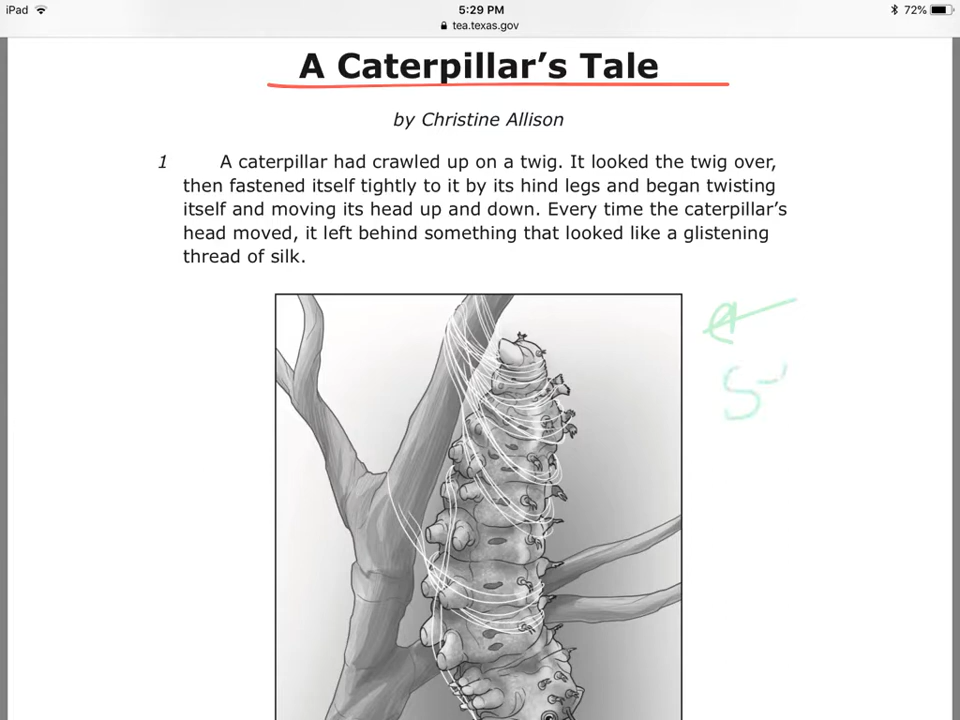 iPad 5:29 PM 72%
tea.texas.gov
A Caterpillar's Tale
by Christine Allison
1 A caterpillar had crawled up on a twig. It looked the twig over,
then fastened itself tightly to it by its hind legs and began twisting
itself and moving its head up and down. Every time the caterpillar's
head moved, it left behind something that looked like a glistening
thread of silk.